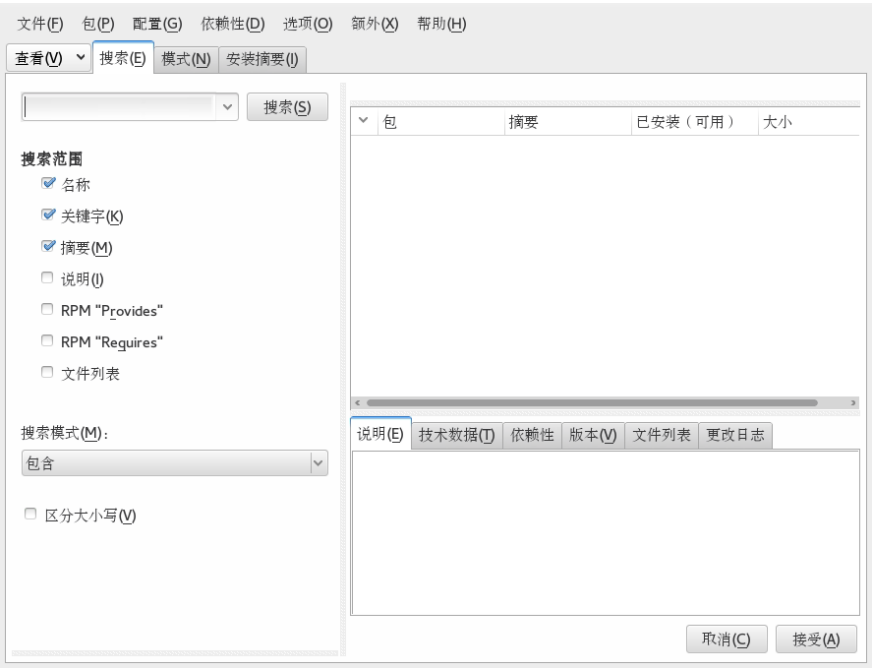 文件(F) 包(P) 配置(G) 依赖性(D) 选项(O) 额外(X) 帮助(H)
查看(V) 搜索(E) 模式(N) 安装摘要(I)
搜索(S)
搜索范围
名称
关键字(K)
摘要(M)
说明(I)
RPM "Provides"
RPM "Requires"
文件列表
搜索模式(M)：
包含
区分大小写(V)
包 摘要 已安装（可用） 大小
说明(E) 技术数据(T) 依赖性 版本(V) 文件列表 更改日志
取消(C) 接受(A)